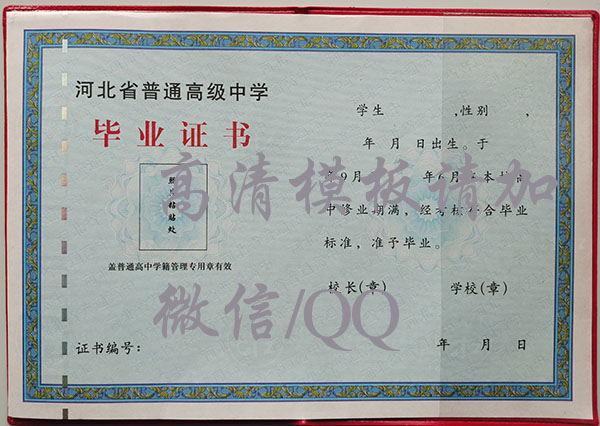 河北省普通高级中学
毕业证书
照片粘贴处
盖普通高中学籍管理专用章有效
证书编号：
学生 ,性别 ,
年 月 日出生。于
年9月 年6月在本校高
中修业期满，经考核符合毕业
标准，准予毕业。
校长(章) 学校(章)
年 月 日
高清模板请加
微信/QQ